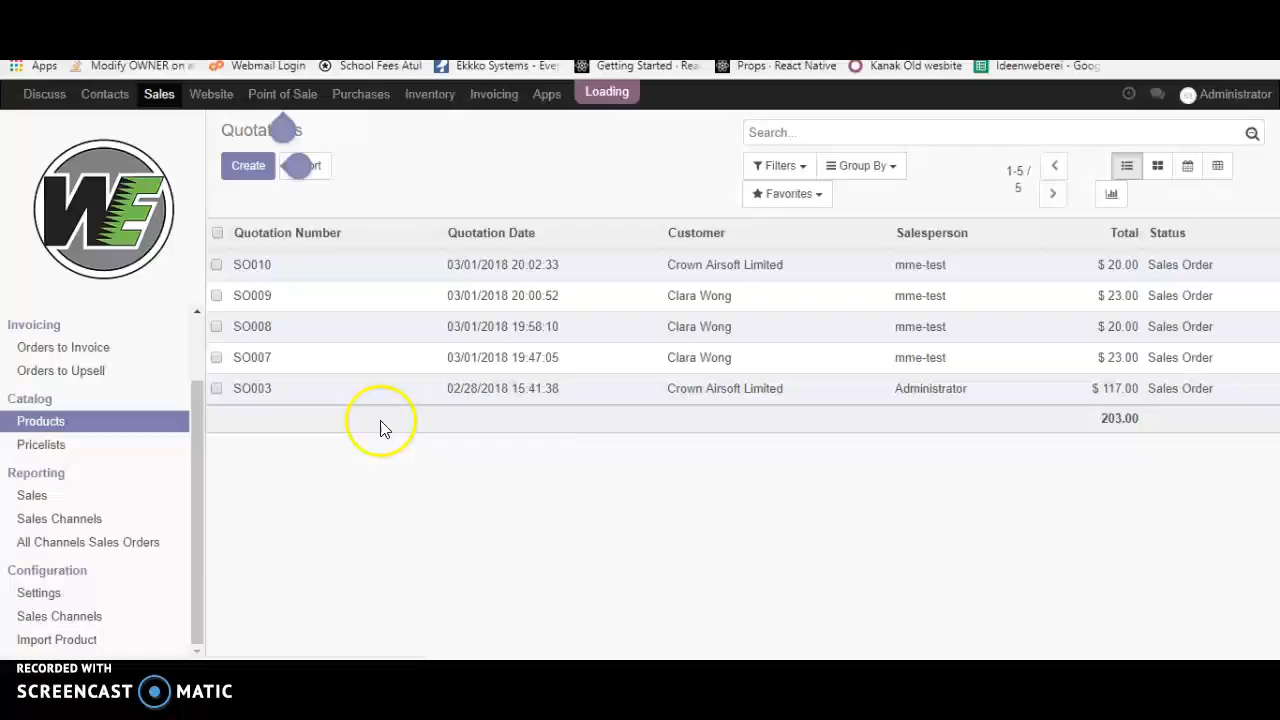 Apps Modify OWNER on a Webmail Login School Fees Atul Ekkko Systems - Eve Getting Started · Rea Props · React Native Kanak Old wesbite Ideenweberei - Goog
Discuss Contacts Sales Website Point of Sale Purchases Inventory Invoicing Apps Loading Administrator
WE
Quotat s
Search...
Create ort
Filters Group By
Favorites
1-5 /
5
Quotation Number Quotation Date Customer Salesperson Total Status
SO010 03/01/2018 20:02:33 Crown Airsoft Limited mme-test $ 20.00 Sales Order
SO009 03/01/2018 20:00:52 Clara Wong mme-test $ 23.00 Sales Order
SO008 03/01/2018 19:58:10 Clara Wong mme-test $ 20.00 Sales Order
SO007 03/01/2018 19:47:05 Clara Wong mme-test $ 23.00 Sales Order
SO003 02/28/2018 15:41:38 Crown Airsoft Limited Administrator $ 117.00 Sales Order
203.00
Invoicing
Orders to Invoice
Orders to Upsell
Catalog
Products
Pricelists
Reporting
Sales
Sales Channels
All Channels Sales Orders
Configuration
Settings
Sales Channels
Import Product
RECORDED WITH
SCREENCAST MATIC